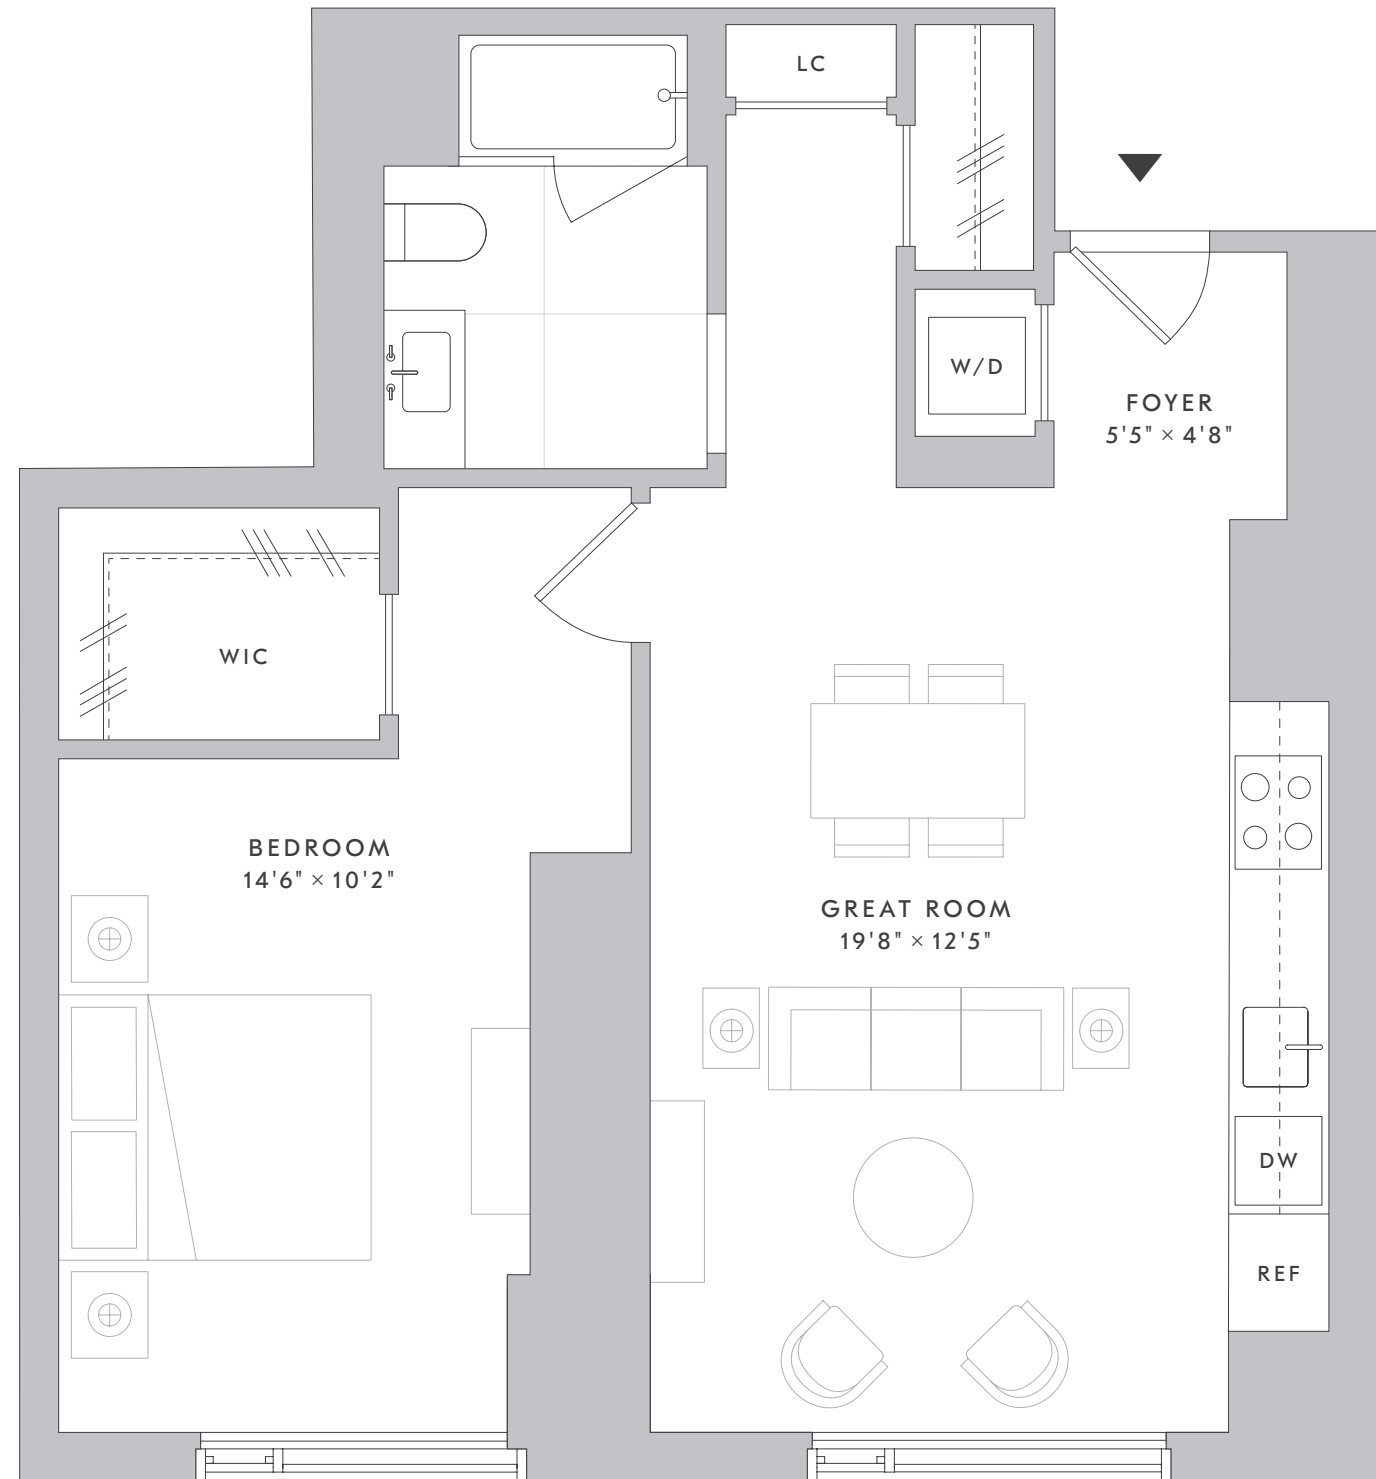 LC
W/D
FOYER
5'5" × 4'8"
WIC
BEDROOM
14'6" × 10'2"
GREAT ROOM
19'8" × 12'5"
DW
REF